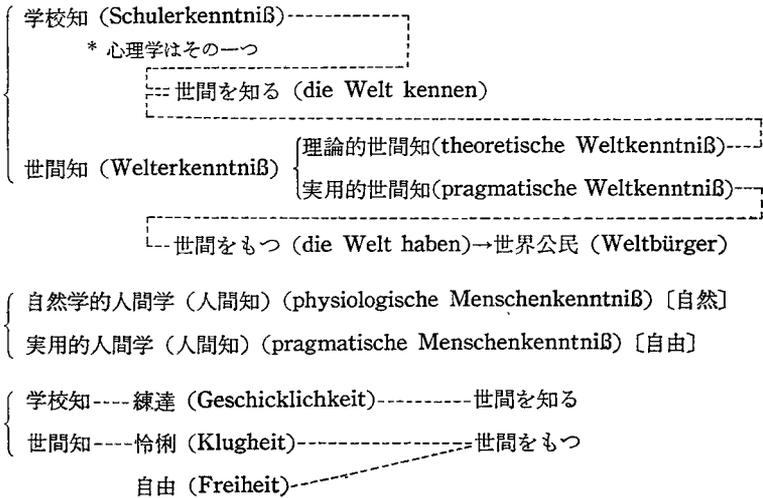 学校知 (Schulerkenntniß)
* 心理学はその一つ
世間を知る (die Welt kennen)
理論的世間知(theoretische Weltkenntniß)
世間知 (Welterkenntniß)
実用的世間知(pragmatische Weltkenntniß)
世間をもつ (die Welt haben)→世界公民 (Weltbürger)
自然学的人間学 (人間知) (physiologische Menschenkenntniß)〔自然〕
実用的人間学 (人間知) (pragmatische Menschenkenntniß)〔自由〕
学校知----練達 (Geschicklichkeit)---------世間を知る
世間知----怜悧 (Klugheit)----------------世間をもつ
自由 (Freiheit)